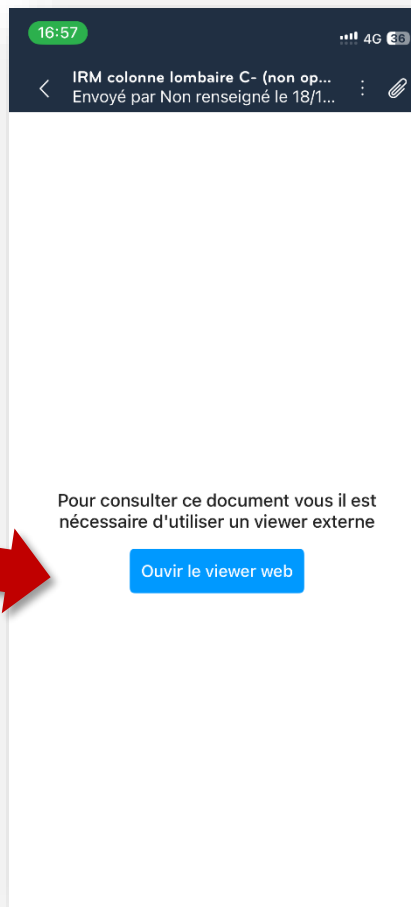 16:57
4G 36
IRM colonne lombaire C- (non op...
Envoyé par Non renseigné le 18/1...
Pour consulter ce document vous il est
nécessaire d'utiliser un viewer externe
Ouvir le viewer web